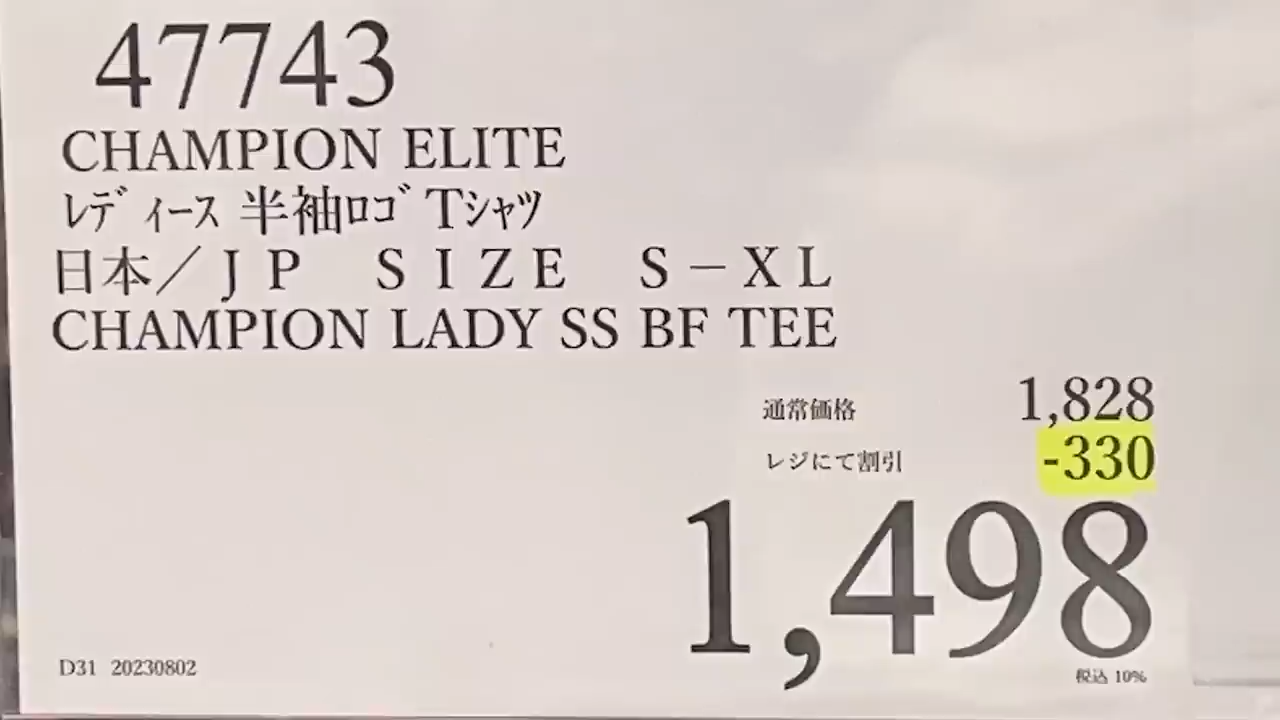 47743
CHAMPION ELITE
ﾚﾃﾞｨｰｽ 半袖ﾛｺﾞTｼｬﾂ
日本／ＪＰ　ＳＩＺＥ　Ｓ－ＸＬ
CHAMPION LADY SS BF TEE
通常価格 1,828
レジにて割引 -330
1,498
税込 10%
D31 20230802